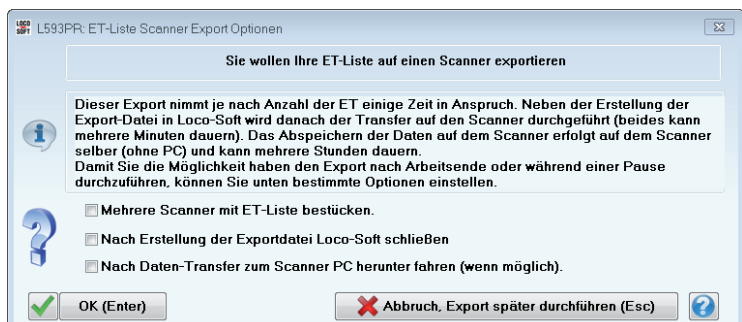 LOCO
SOFT
L593PR: ET-Liste Scanner Export Optionen
Sie wollen Ihre ET-Liste auf einen Scanner exportieren
Dieser Export nimmt je nach Anzahl der ET einige Zeit in Anspruch. Neben der Erstellung der
Export-Datei in Loco-Soft wird danach der Transfer auf den Scanner durchgeführt (beides kann
mehrere Minuten dauern). Das Abspeichern der Daten auf dem Scanner erfolgt auf dem Scanner
selber (ohne PC) und kann mehrere Stunden dauern.
Damit Sie die Möglichkeit haben den Export nach Arbeitsende oder während einer Pause
durchzuführen, können Sie unten bestimmte Optionen einstellen.
Mehrere Scanner mit ET-Liste bestücken.
Nach Erstellung der Exportdatei Loco-Soft schließen
Nach Daten-Transfer zum Scanner PC herunter fahren (wenn möglich).
OK (Enter)
Abbruch, Export später durchführen (Esc)